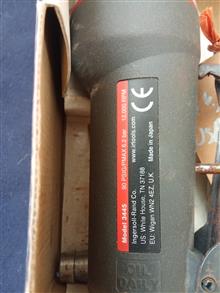 Model 3445
90 PSIG/PMAX 6.2 bar 12,000 RPM
Ingersoll-Rand Co.
US: White House, TN 37188
EU: Wigan WN2 4EZ, U.K.
www.irtools.com
Made in Japan
CE